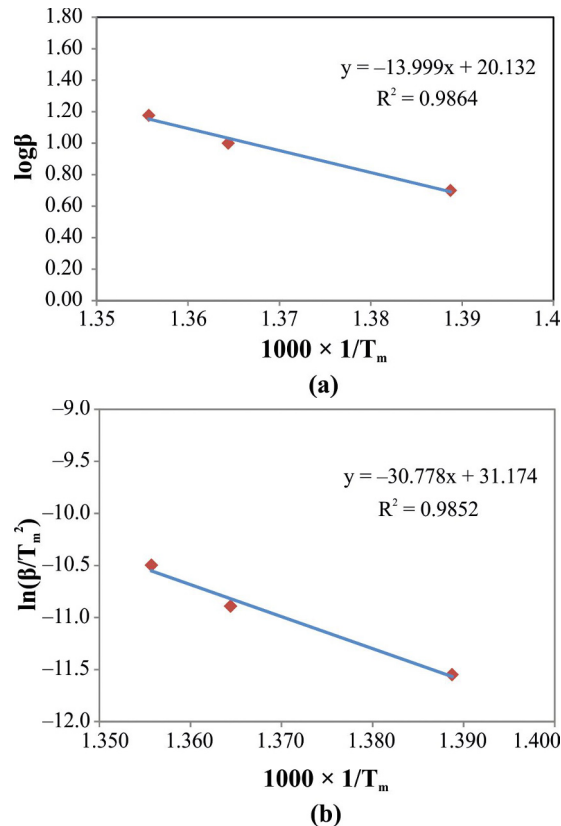 1.80
1.60
1.40
1.20
1.00
0.80
0.60
0.40
0.20
0.00
logβ
y = –13.999x + 20.132
R² = 0.9864
1.35 1.36 1.37 1.38 1.39 1.4
1000 × 1/Tₘ
(a)
–9.0
–9.5
–10.0
–10.5
–11.0
–11.5
–12.0
ln(β/Tₘ²)
y = –30.778x + 31.174
R² = 0.9852
1.350 1.360 1.370 1.380 1.390 1.400
1000 × 1/Tₘ
(b)